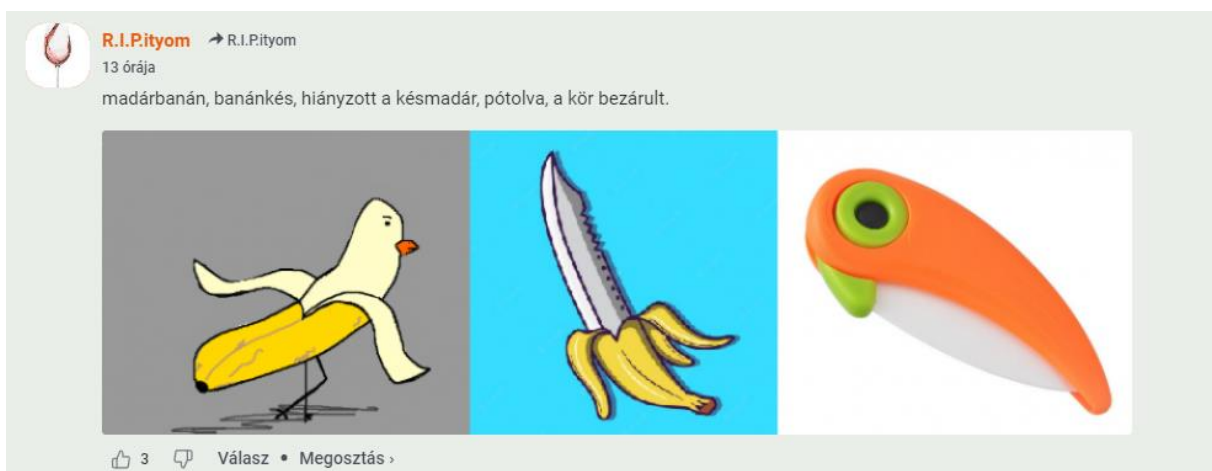 R.I.P.ityom R.I.P.ityom
13 órája
madárbanán, banánkés, hiányzott a késmadár, pótolva, a kör bezárult.
3 Válasz • Megosztás ›